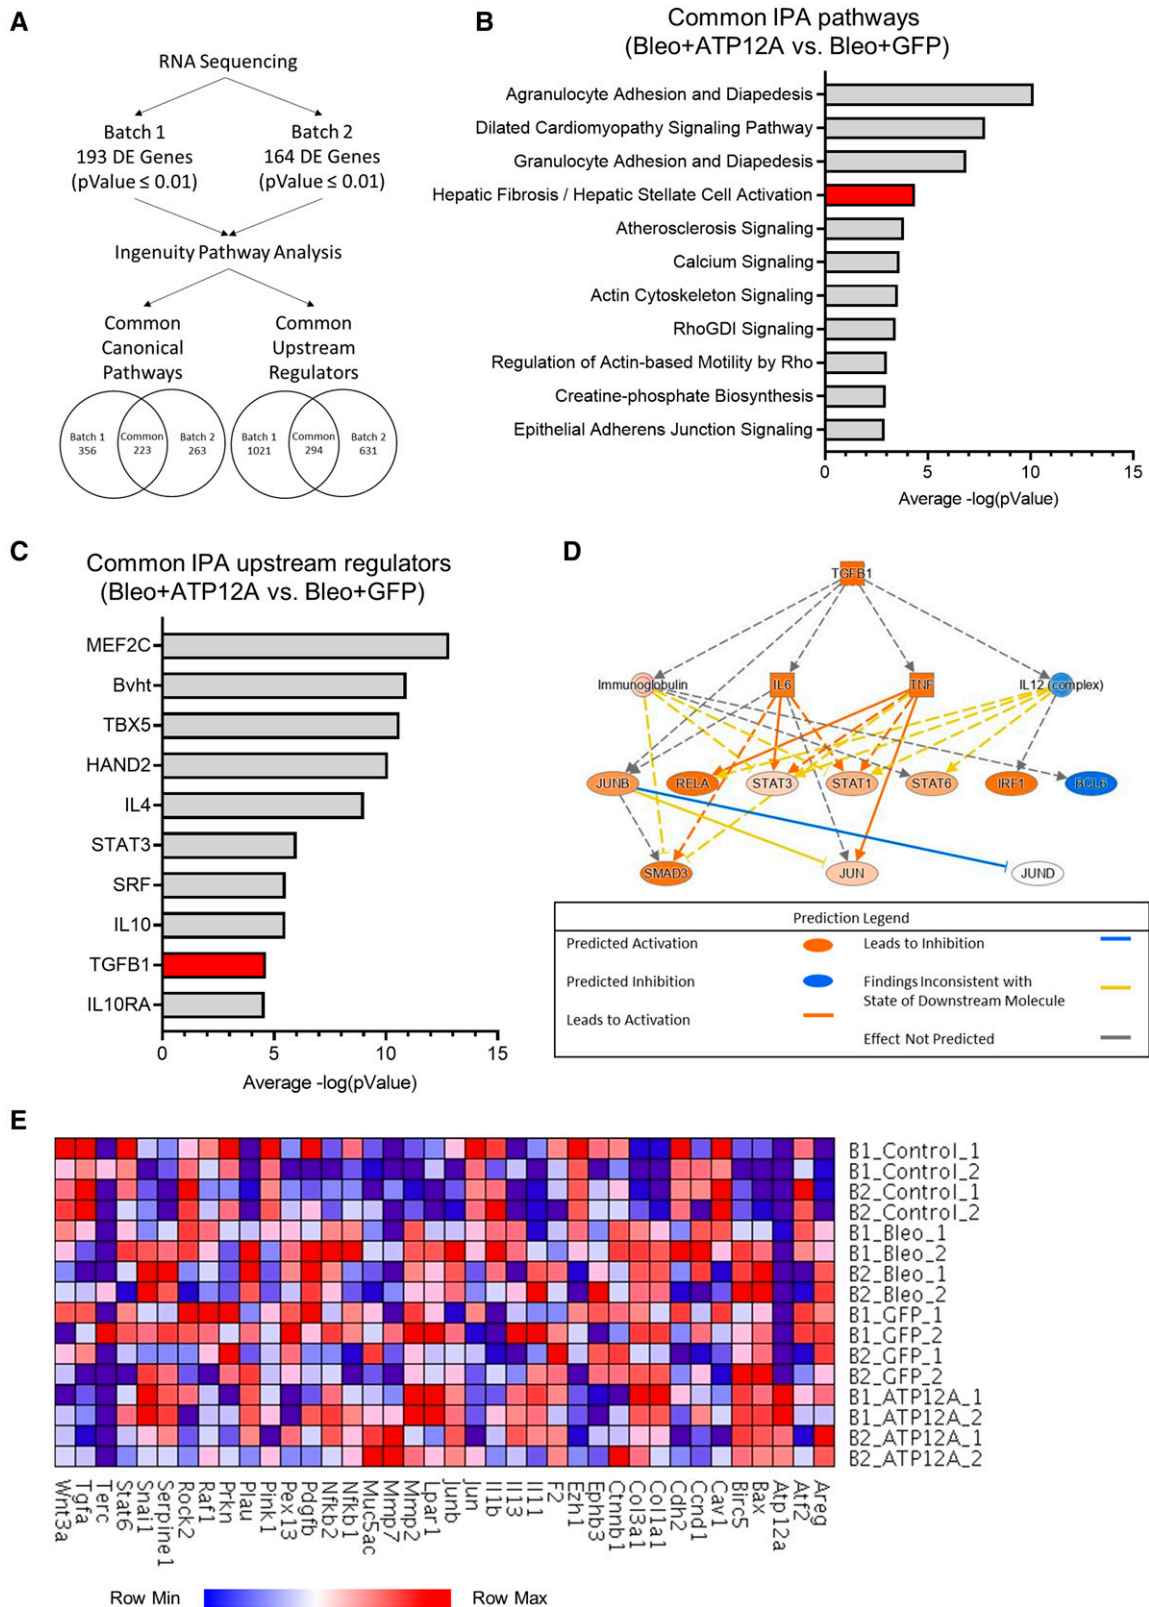 A
RNA Sequencing
Batch 1
193 DE Genes
(pValue ≤ 0.01)
Batch 2
164 DE Genes
(pValue ≤ 0.01)
Ingenuity Pathway Analysis
Common
Canonical
Pathways
Common
Upstream
Regulators
Batch 1
356
Common
223
Batch 2
263
Batch 1
1021
Common
294
Batch 2
631
B
Common IPA pathways
(Bleo+ATP12A vs. Bleo+GFP)
Agranulocyte Adhesion and Diapedesis
Dilated Cardiomyopathy Signaling Pathway
Granulocyte Adhesion and Diapedesis
Hepatic Fibrosis / Hepatic Stellate Cell Activation
Atherosclerosis Signaling
Calcium Signaling
Actin Cytoskeleton Signaling
RhoGDI Signaling
Regulation of Actin-based Motility by Rho
Creatine-phosphate Biosynthesis
Epithelial Adherens Junction Signaling
0 5 10 15
Average -log(pValue)
C
Common IPA upstream regulators
(Bleo+ATP12A vs. Bleo+GFP)
MEF2C
Bvht
TBX5
HAND2
IL4
STAT3
SRF
IL10
TGFB1
IL10RA
0 5 10 15
Average -log(pValue)
D
TGFB1
Immunoglobulin IL6 TNF IL12 (complex)
JUNB RELA STAT3 STAT1 STAT6 IRF1 BCL6
SMAD3 JUN JUND
Prediction Legend
Predicted Activation
Predicted Inhibition
Leads to Activation
Leads to Inhibition
Findings Inconsistent with
State of Downstream Molecule
Effect Not Predicted
E
B1_Control_1
B1_Control_2
B2_Control_1
B2_Control_2
B1_Bleo_1
B1_Bleo_2
B2_Bleo_1
B2_Bleo_2
B1_GFP_1
B1_GFP_2
B2_GFP_1
B2_GFP_2
B1_ATP12A_1
B1_ATP12A_2
B2_ATP12A_1
B2_ATP12A_2
Wnt3a
Tgfa
Terc
Stat6
Snai1
Serpine1
Rock2
Raf1
Prkn
Plau
Pink1
Pex13
Pdgfb
Nfkb2
Nfkb1
Muc5ac
Mmp7
Mmp2
Lpar1
Junb
Jun
Il1b
Il13
Il11
F2
Ezh1
Ephb3
Ctnnb1
Col3a1
Col1a1
Cdh2
Ccnd1
Cav1
Birc5
Bax
Atp12a
Atf2
Areg
Row Min
Row Max